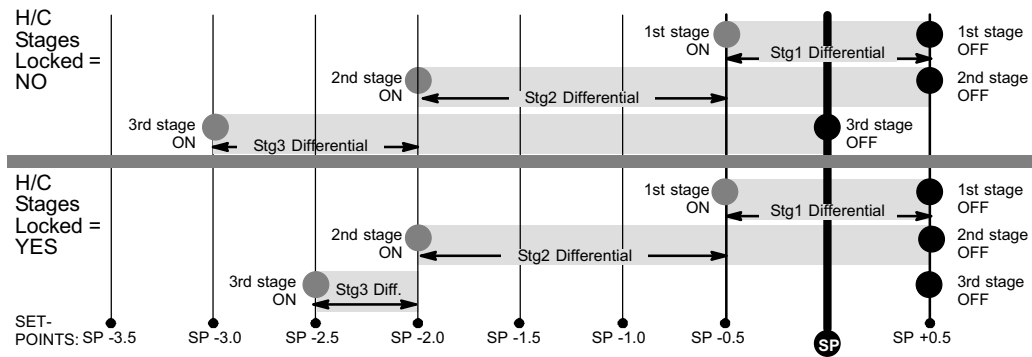 H/C
Stages
Locked =
NO
1st stage
ON
Stg1 Differential
1st stage
OFF
2nd stage
ON
Stg2 Differential
2nd stage
OFF
3rd stage
ON
Stg3 Differential
3rd stage
OFF
H/C
Stages
Locked =
YES
1st stage
ON
Stg1 Differential
1st stage
OFF
2nd stage
ON
Stg2 Differential
2nd stage
OFF
3rd stage
ON
Stg3 Diff.
3rd stage
OFF
SET-
POINTS: SP -3.5 SP -3.0 SP -2.5 SP -2.0 SP -1.5 SP -1.0 SP -0.5 SP SP +0.5